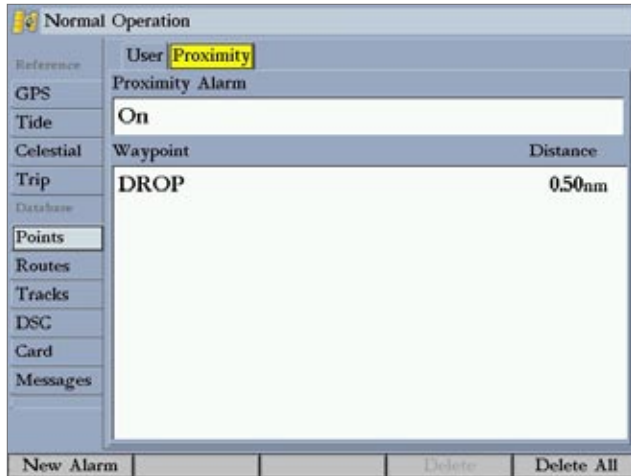 Normal Operation
Reference
GPS
Tide
Celestial
Trip
Database
Points
Routes
Tracks
DSC
Card
Messages
User Proximity
Proximity Alarm
On
Waypoint Distance
DROP 0.50nm
New Alarm Delete Delete All